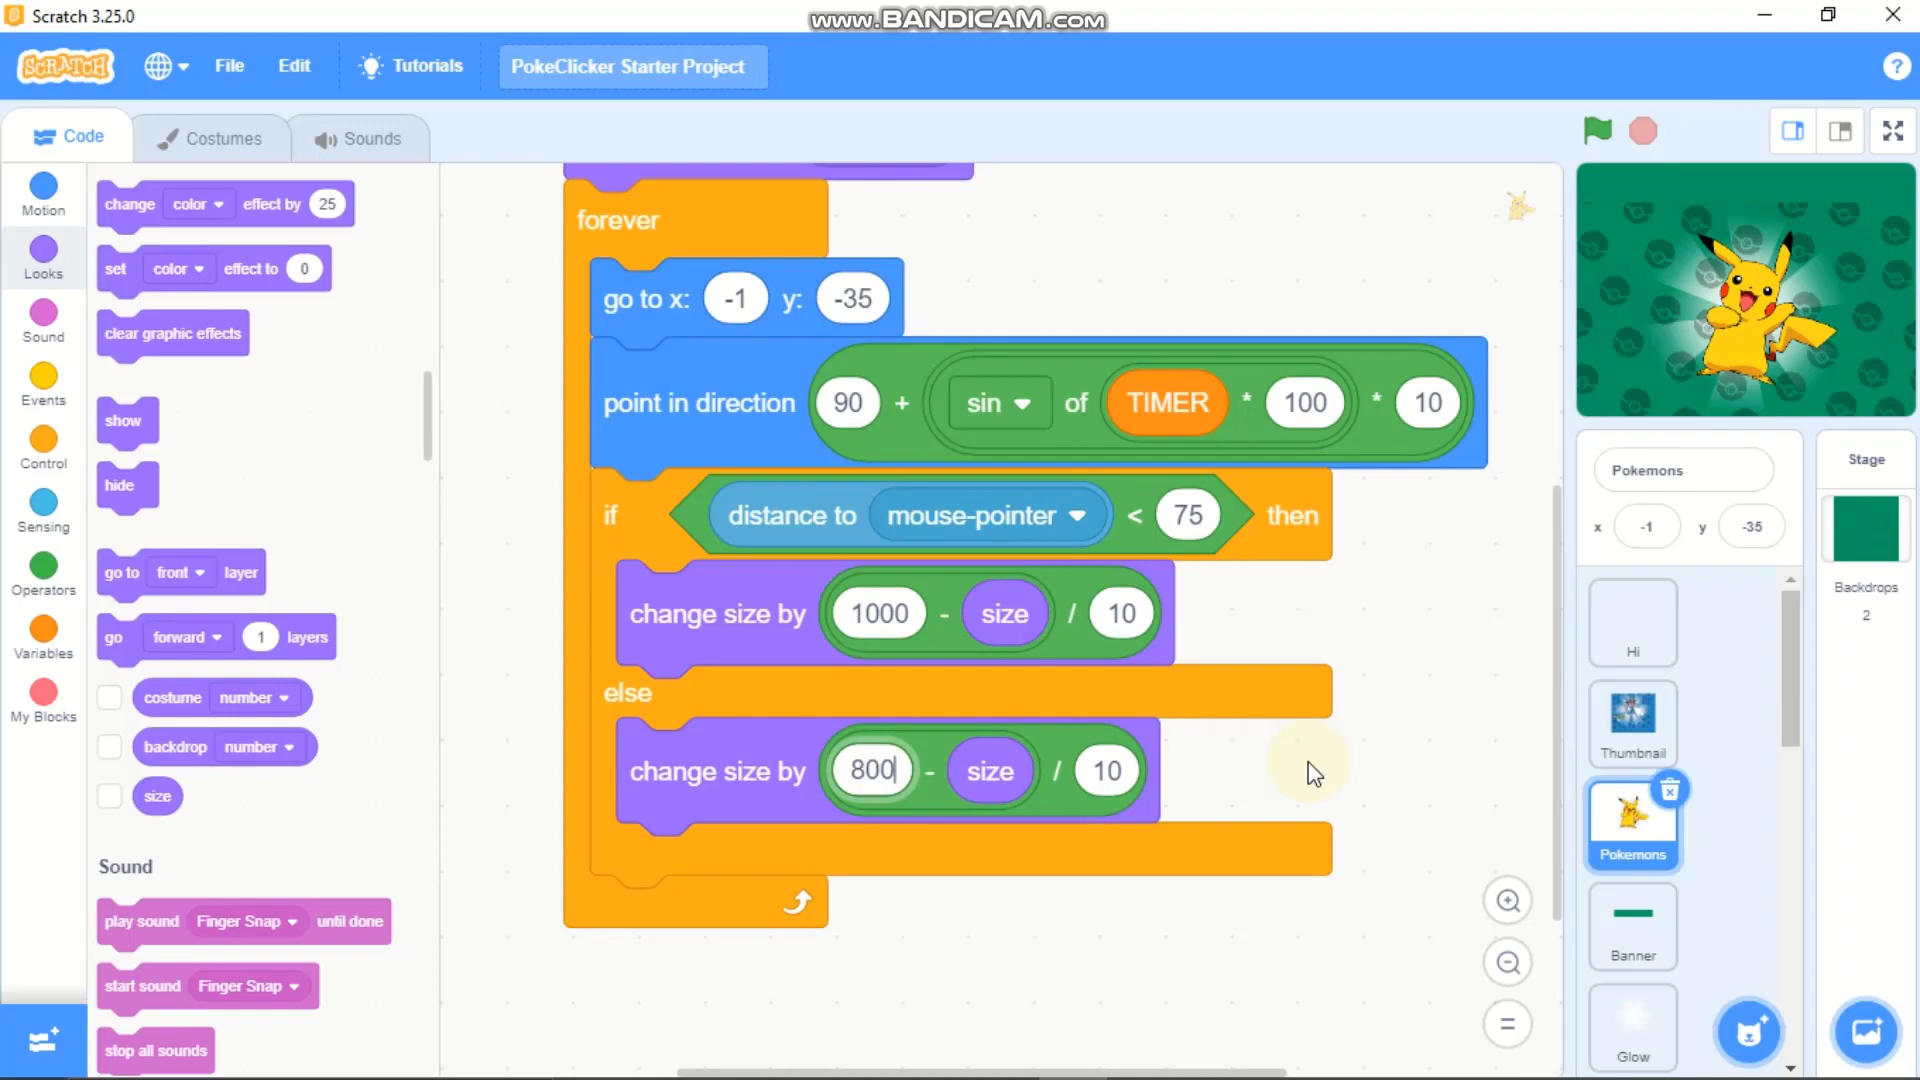 Scratch 3.25.0
www.BANDICAM.com
SCRATCH
File
Edit
Tutorials
PokeClicker Starter Project
?
Code
Costumes
Sounds
Motion
Looks
Sound
Events
Control
Sensing
Operators
Variables
My Blocks
change color effect by 25
set color effect to 0
clear graphic effects
show
hide
go to front layer
go forward 1 layers
costume number
backdrop number
size
Sound
play sound Finger Snap until done
start sound Finger Snap
stop all sounds
forever
go to x: -1 y: -35
point in direction 90 + sin of TIMER * 100 * 10
if distance to mouse-pointer < 75 then
change size by 1000 - size / 10
else
change size by 800 - size / 10
Pokemons
x -1 y -35
Hi
Thumbnail
Pokemons
Banner
Glow
Stage
Backdrops
2